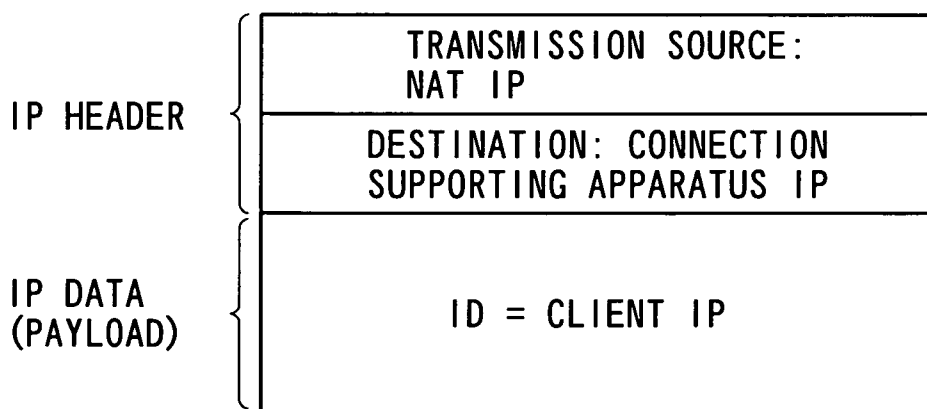 IP HEADER
TRANSMISSION SOURCE:
NAT IP
DESTINATION: CONNECTION
SUPPORTING APPARATUS IP
IP DATA
(PAYLOAD)
ID = CLIENT IP